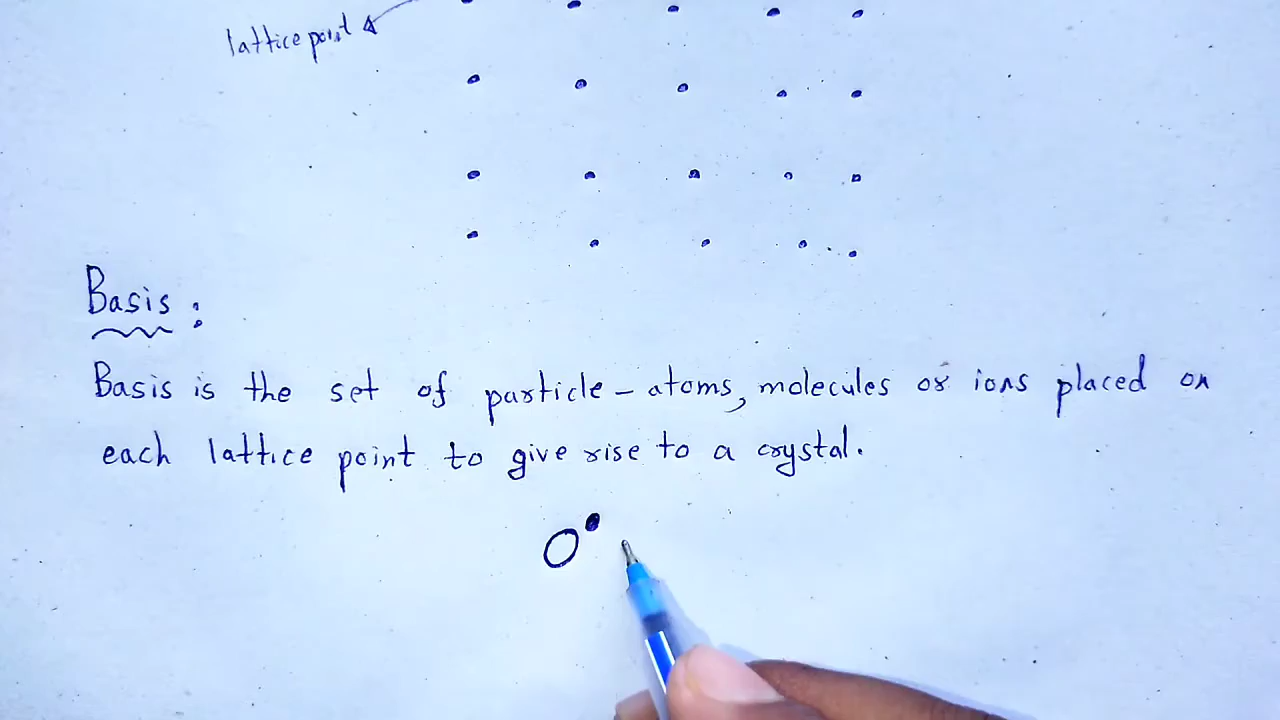 lattice point
Basis :
Basis is the set of particle - atoms, molecules or ions placed on
each lattice point to give rise to a crystal.